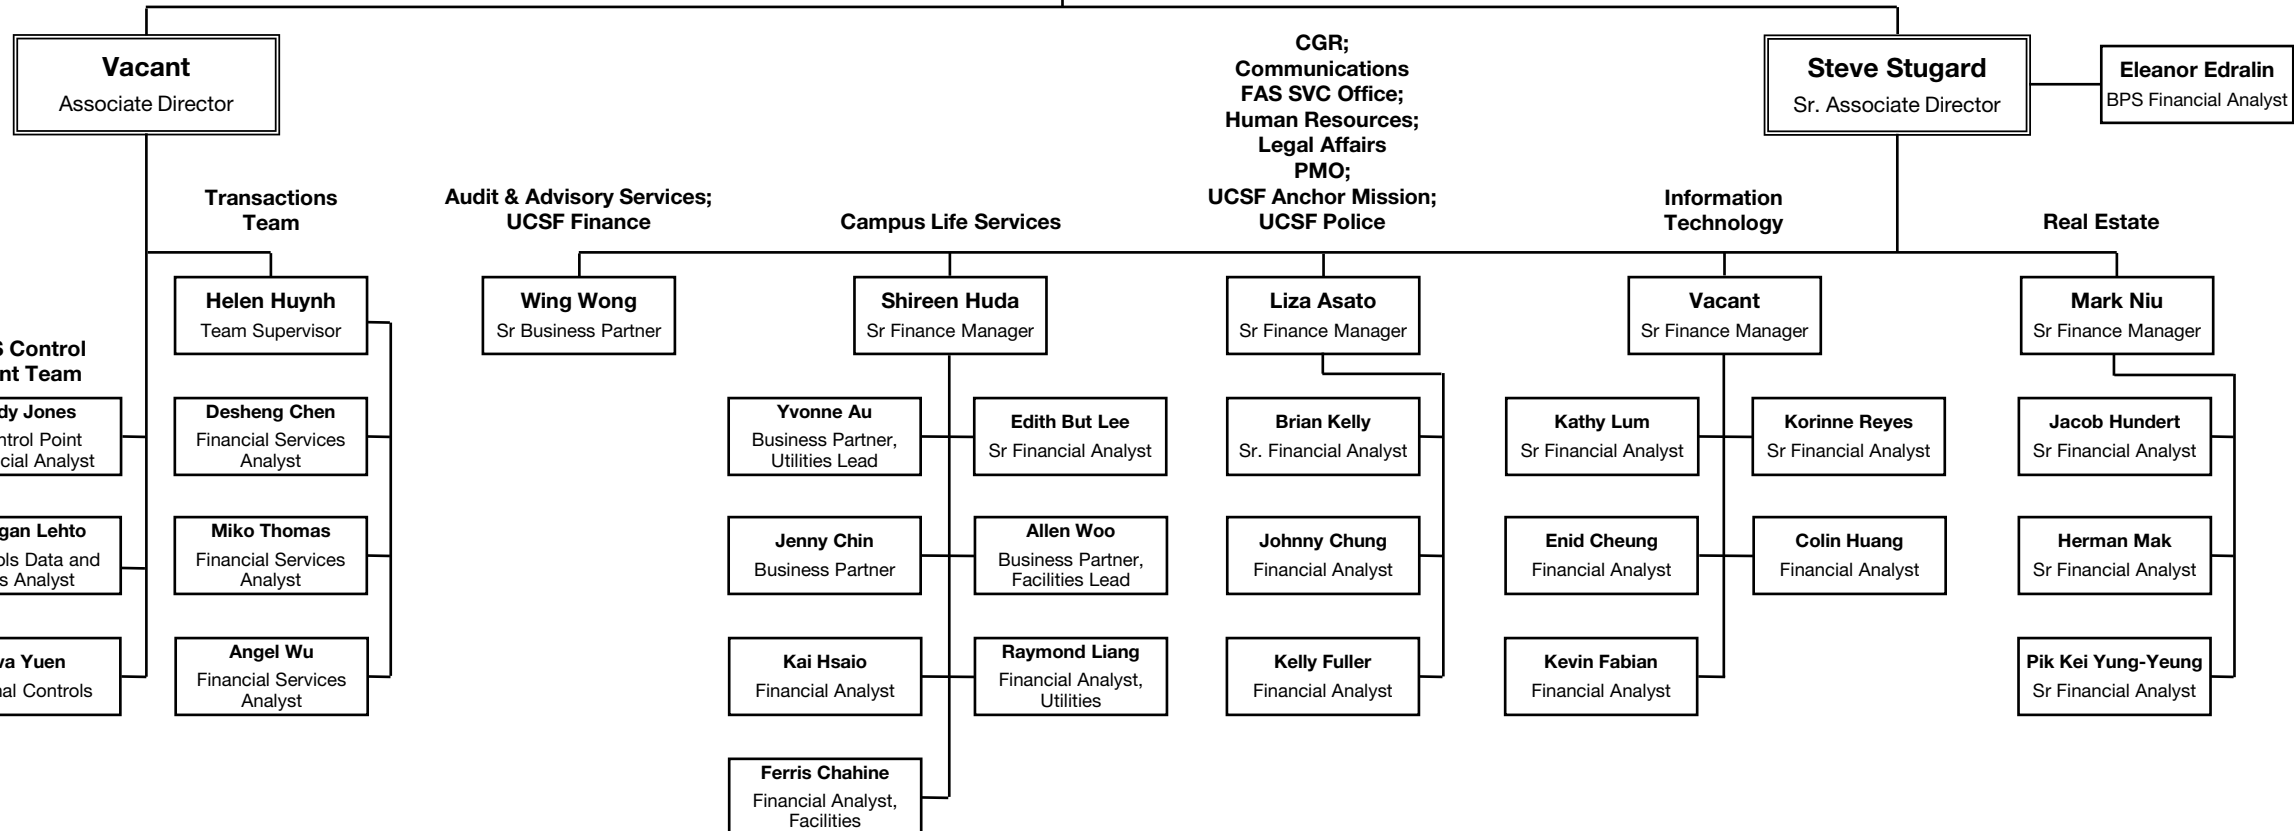 Vacant
Associate Director
CGR;
Communications
FAS SVC Office;
Human Resources;
Legal Affairs
PMO;
UCSF Anchor Mission;
UCSF Police
Steve Stugard
Sr. Associate Director
Eleanor Edralin
BPS Financial Analyst
Transactions
Team
Audit & Advisory Services;
UCSF Finance
Campus Life Services
Information
Technology
Real Estate
Control
Team
Jones
Point
Analyst
Lehto
Data and
Analyst
Yuen
Controls
Helen Huynh
Team Supervisor
Desheng Chen
Financial Services
Analyst
Miko Thomas
Financial Services
Analyst
Angel Wu
Financial Services
Analyst
Wing Wong
Sr Business Partner
Shireen Huda
Sr Finance Manager
Yvonne Au
Business Partner,
Utilities Lead
Edith But Lee
Sr Financial Analyst
Jenny Chin
Business Partner
Allen Woo
Business Partner,
Facilities Lead
Kai Hsaio
Financial Analyst
Raymond Liang
Financial Analyst,
Utilities
Ferris Chahine
Financial Analyst,
Facilities
Liza Asato
Sr Finance Manager
Brian Kelly
Sr. Financial Analyst
Johnny Chung
Financial Analyst
Kelly Fuller
Financial Analyst
Vacant
Sr Finance Manager
Kathy Lum
Sr Financial Analyst
Korinne Reyes
Sr Financial Analyst
Enid Cheung
Financial Analyst
Colin Huang
Financial Analyst
Kevin Fabian
Financial Analyst
Mark Niu
Sr Finance Manager
Jacob Hundert
Sr Financial Analyst
Herman Mak
Sr Financial Analyst
Pik Kei Yung-Yeung
Sr Financial Analyst